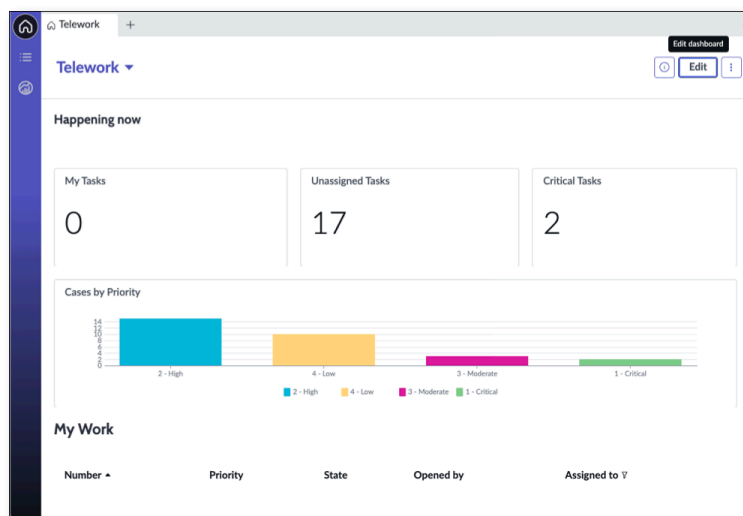 Telework +
Edit dashboard
Telework
Edit
Happening now
My Tasks
0
Unassigned Tasks
17
Critical Tasks
2
Cases by Priority
14
12
10
8
6
4
2
0
2 - High 4 - Low 3 - Moderate 1 - Critical
2 - High 4 - Low 3 - Moderate 1 - Critical
My Work
Number Priority State Opened by Assigned to